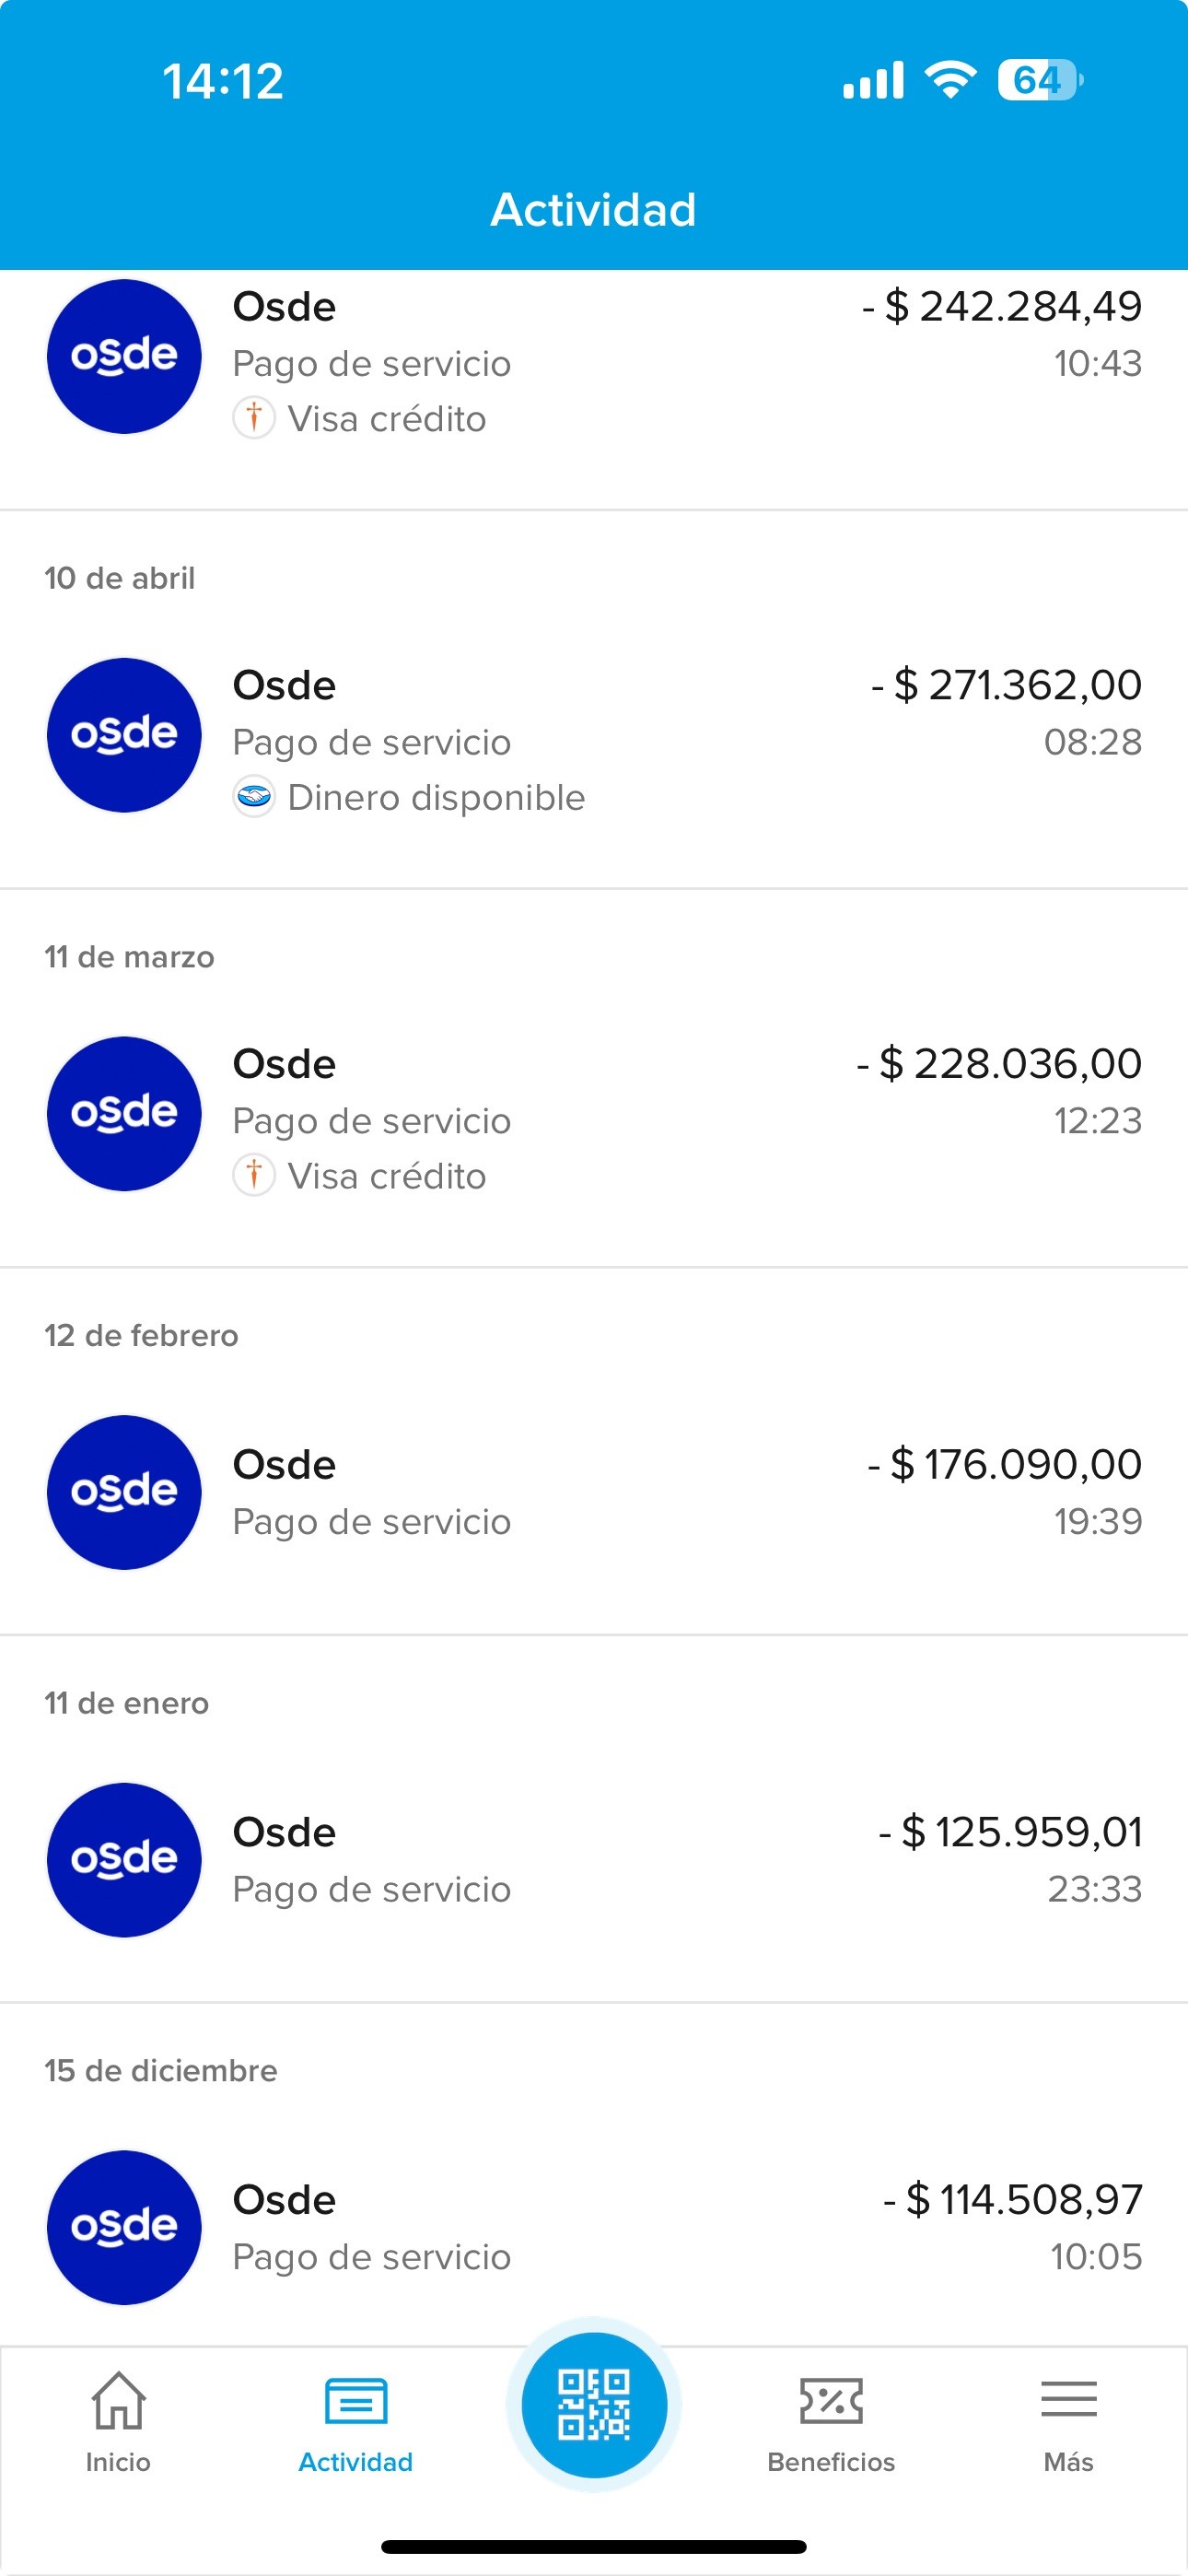 14:12
64
Actividad
osde
Osde
- $ 242.284,49
Pago de servicio
10:43
Visa crédito
10 de abril
osde
Osde
- $ 271.362,00
Pago de servicio
08:28
Dinero disponible
11 de marzo
osde
Osde
- $ 228.036,00
Pago de servicio
12:23
Visa crédito
12 de febrero
osde
Osde
- $ 176.090,00
Pago de servicio
19:39
11 de enero
osde
Osde
- $ 125.959,01
Pago de servicio
23:33
15 de diciembre
osde
Osde
- $ 114.508,97
Pago de servicio
10:05
Inicio
Actividad
Beneficios
Más